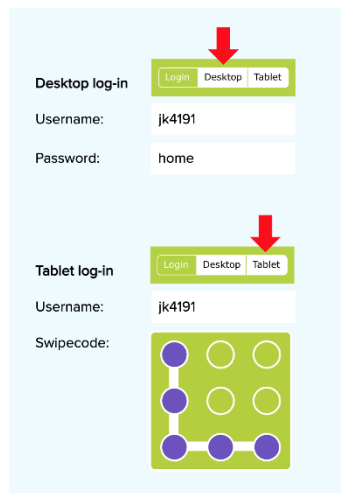 Login Desktop Tablet
Desktop log-in
Username: jk4191
Password: home
Login Desktop Tablet
Tablet log-in
Username: jk4191
Swipecode: